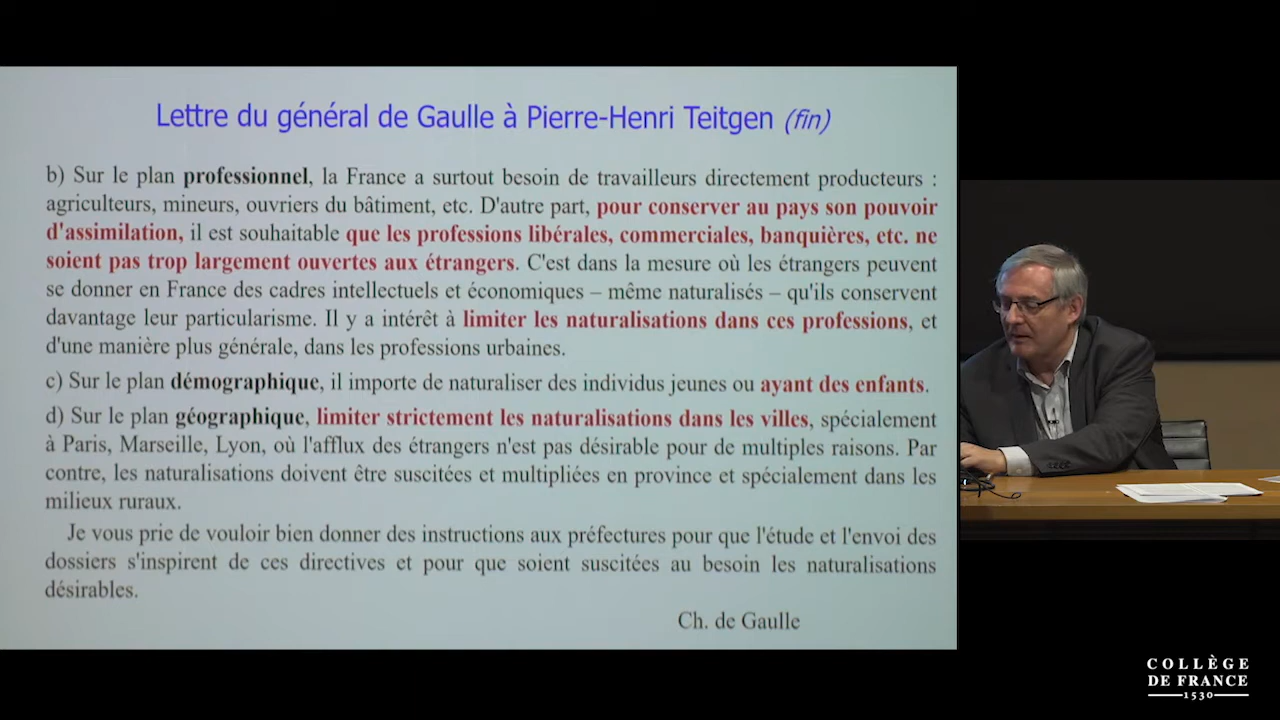 Lettre du général de Gaulle à Pierre-Henri Teitgen (fin)
b) Sur le plan professionnel, la France a surtout besoin de travailleurs directement producteurs :
agriculteurs, mineurs, ouvriers du bâtiment, etc. D'autre part, pour conserver au pays son pouvoir
d'assimilation, il est souhaitable que les professions libérales, commerciales, banquières, etc. ne
soient pas trop largement ouvertes aux étrangers. C'est dans la mesure où les étrangers peuvent
se donner en France des cadres intellectuels et économiques – même naturalisés – qu'ils conservent
davantage leur particularisme. Il y a intérêt à limiter les naturalisations dans ces professions, et
d'une manière plus générale, dans les professions urbaines.
c) Sur le plan démographique, il importe de naturaliser des individus jeunes ou ayant des enfants.
d) Sur le plan géographique, limiter strictement les naturalisations dans les villes, spécialement
à Paris, Marseille, Lyon, où l'afflux des étrangers n'est pas désirable pour de multiples raisons. Par
contre, les naturalisations doivent être suscitées et multipliées en province et spécialement dans les
milieux ruraux.
Je vous prie de vouloir bien donner des instructions aux préfectures pour que l'étude et l'envoi des
dossiers s'inspirent de ces directives et pour que soient suscitées au besoin les naturalisations
désirables.
Ch. de Gaulle
COLLÈGE
DE FRANCE
1530